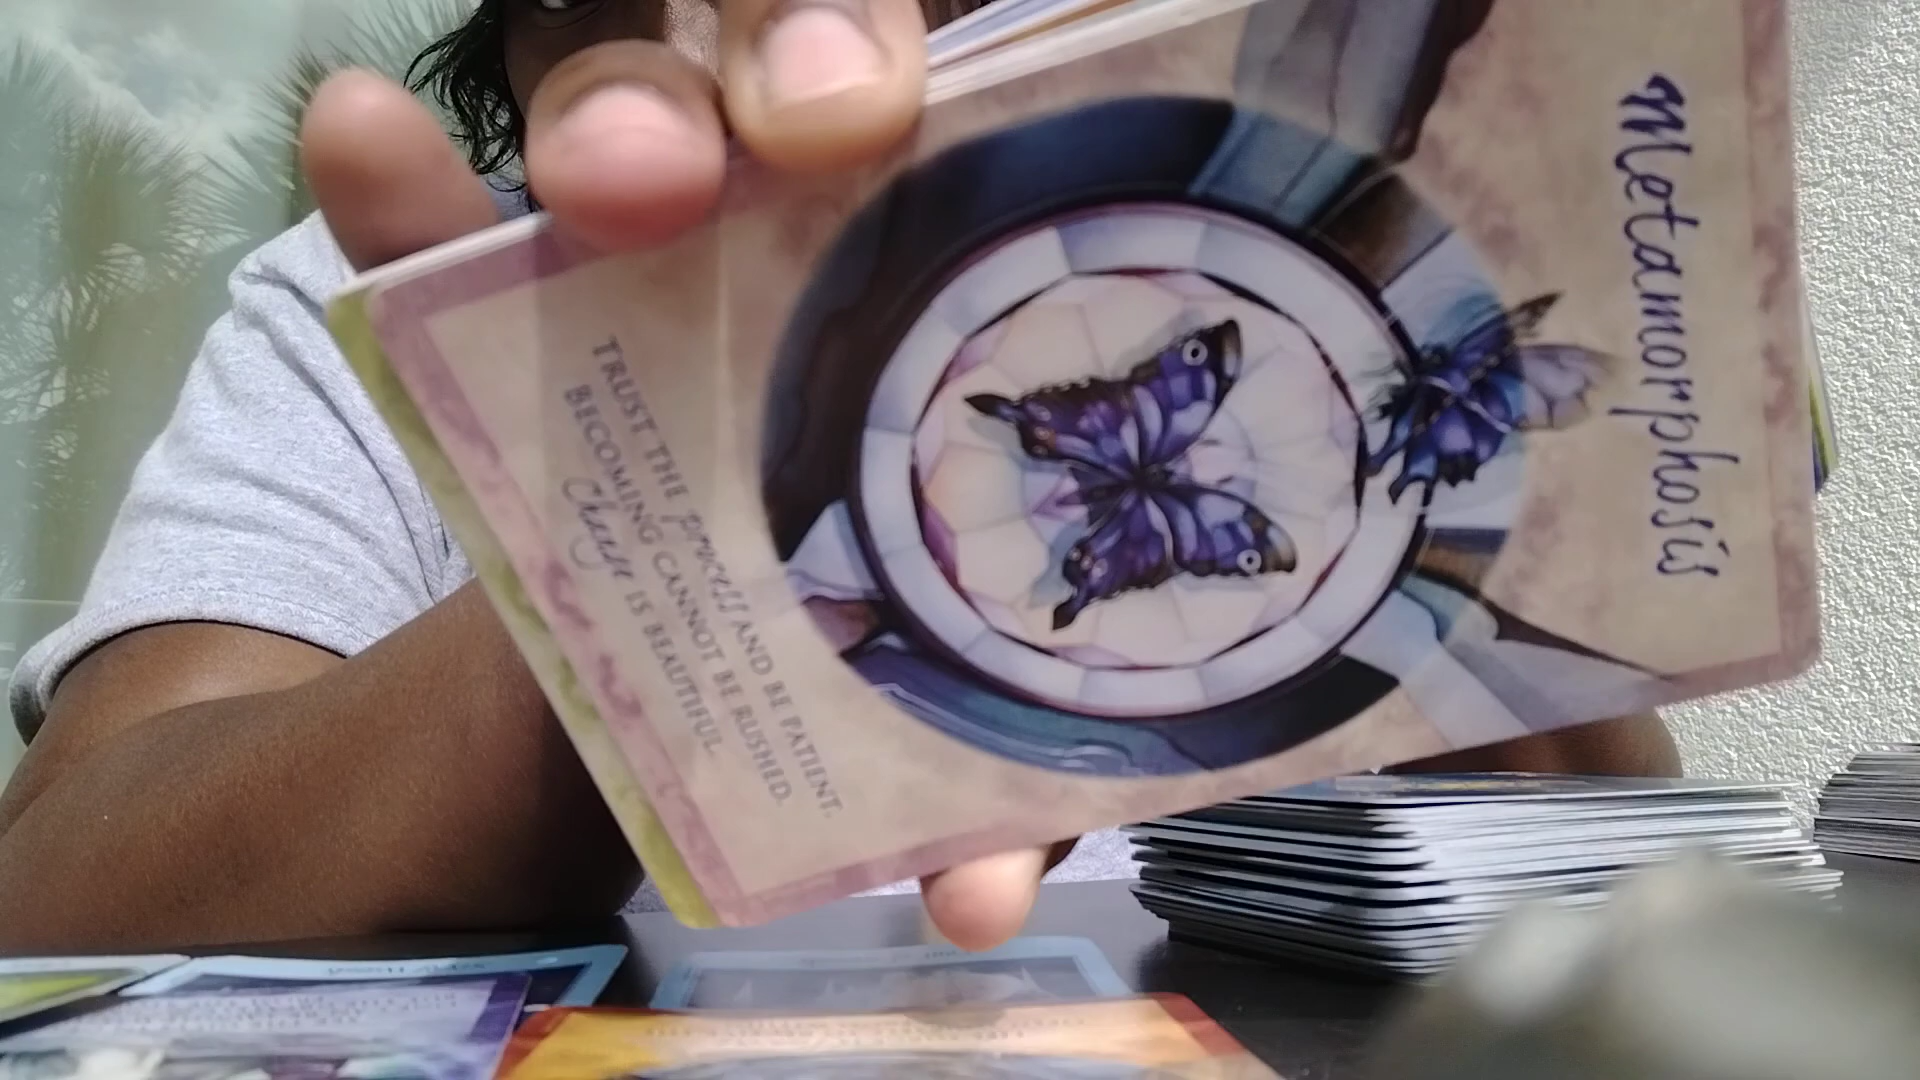 Metamorphosis
TRUST THE process AND BE PATIENT.
BECOMING CANNOT BE RUSHED.
Change IS BEAUTIFUL